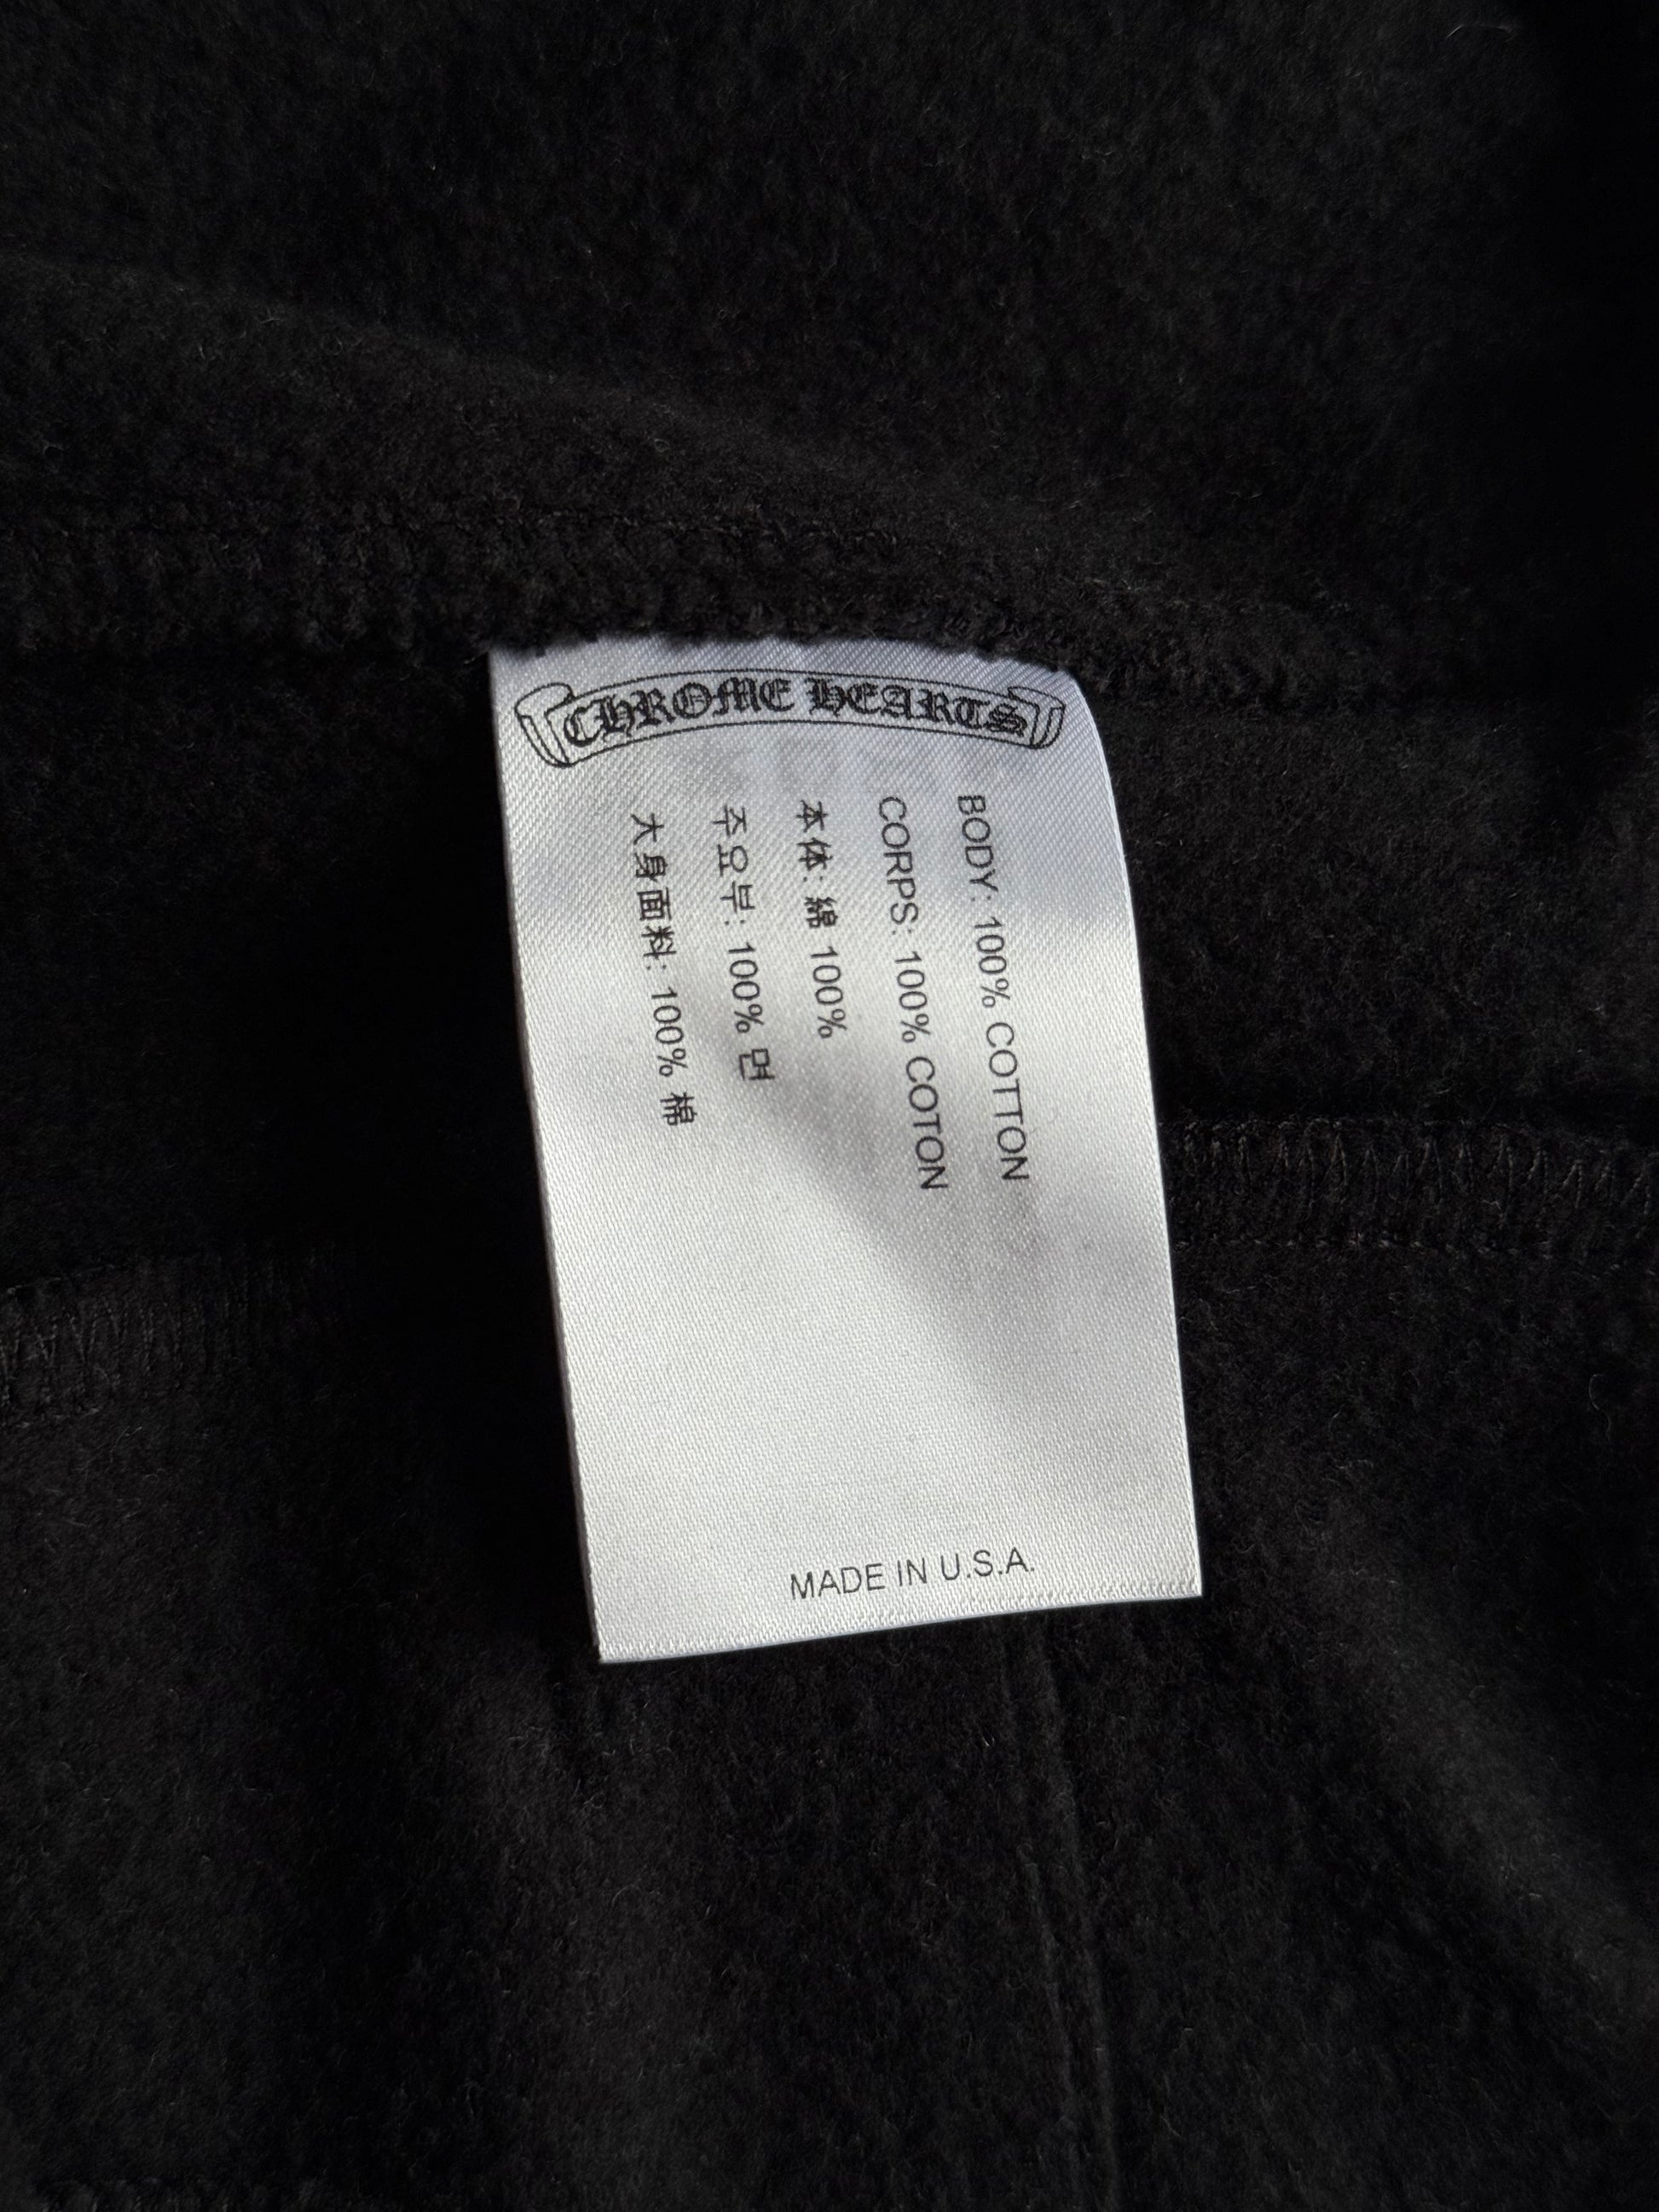 CHROME HEARTS
BODY: 100% COTTON
CORPS: 100% COTON
本体: 綿 100%
주요부: 100% 면
大身面料: 100% 棉
MADE IN U.S.A.